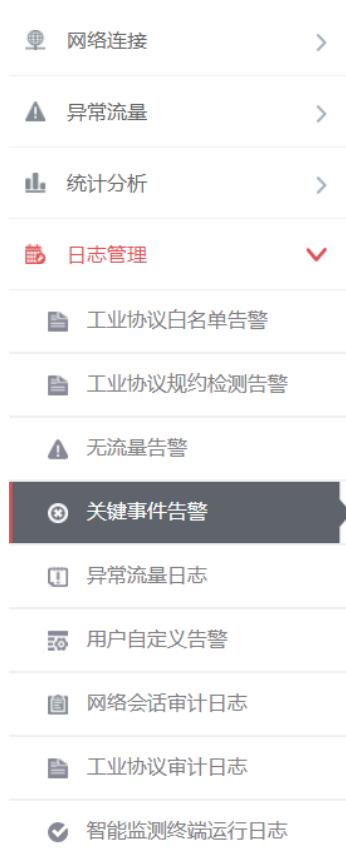 网络连接
异常流量
统计分析
日志管理
工业协议白名单告警
工业协议规约检测告警
无流量告警
关键事件告警
异常流量日志
用户自定义告警
网络会话审计日志
工业协议审计日志
智能监测终端运行日志